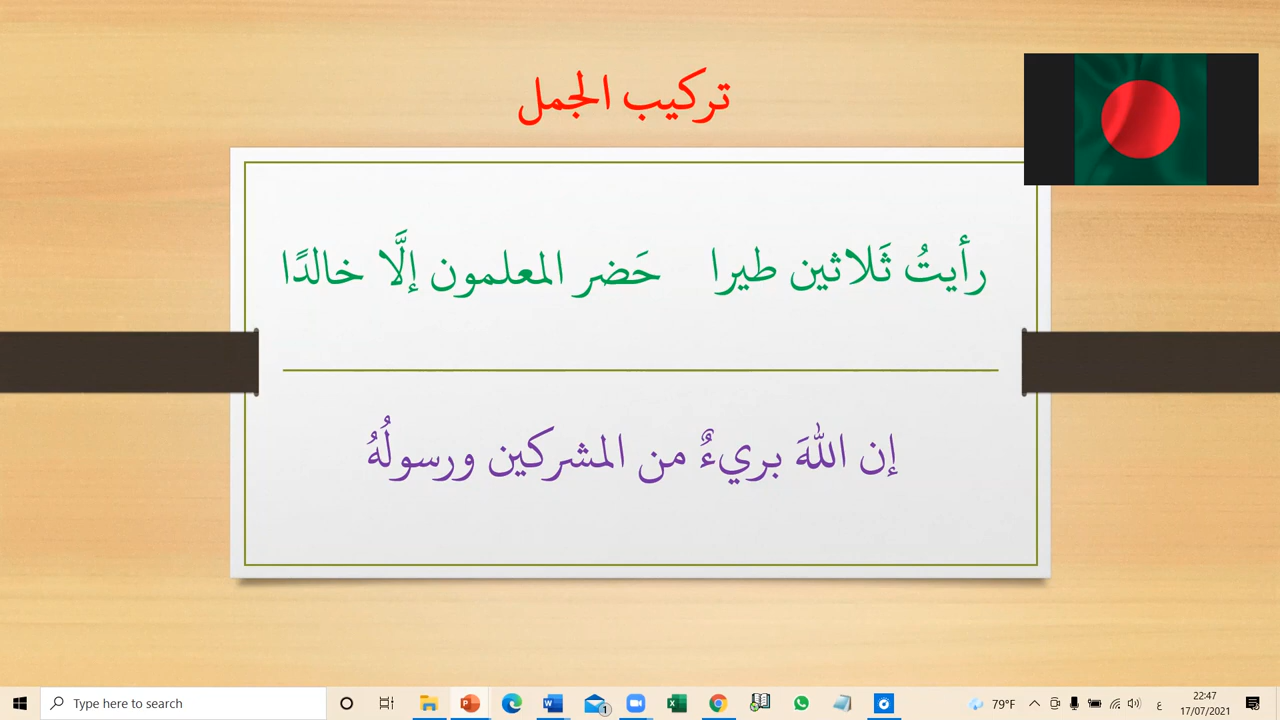 تركيب الجمل
رأيتُ ثَلاثين طيرا حَضر المعلمون إلَّا خالدًا
إن اللهَ بريءٌ من المشركين ورسولُهُ
Type here to search
1
79°F
ع
22:47
17/07/2021